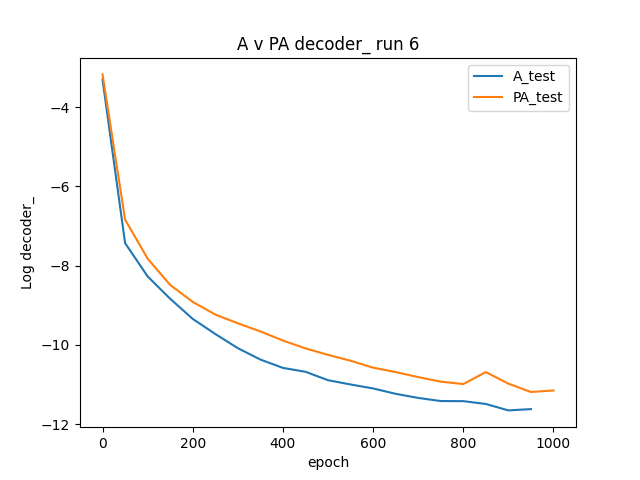 A v PA decoder_ run 6
A_test
PA_test
Log decoder_
−4
−6
−8
−10
−12
0
200
400
600
800
1000
epoch